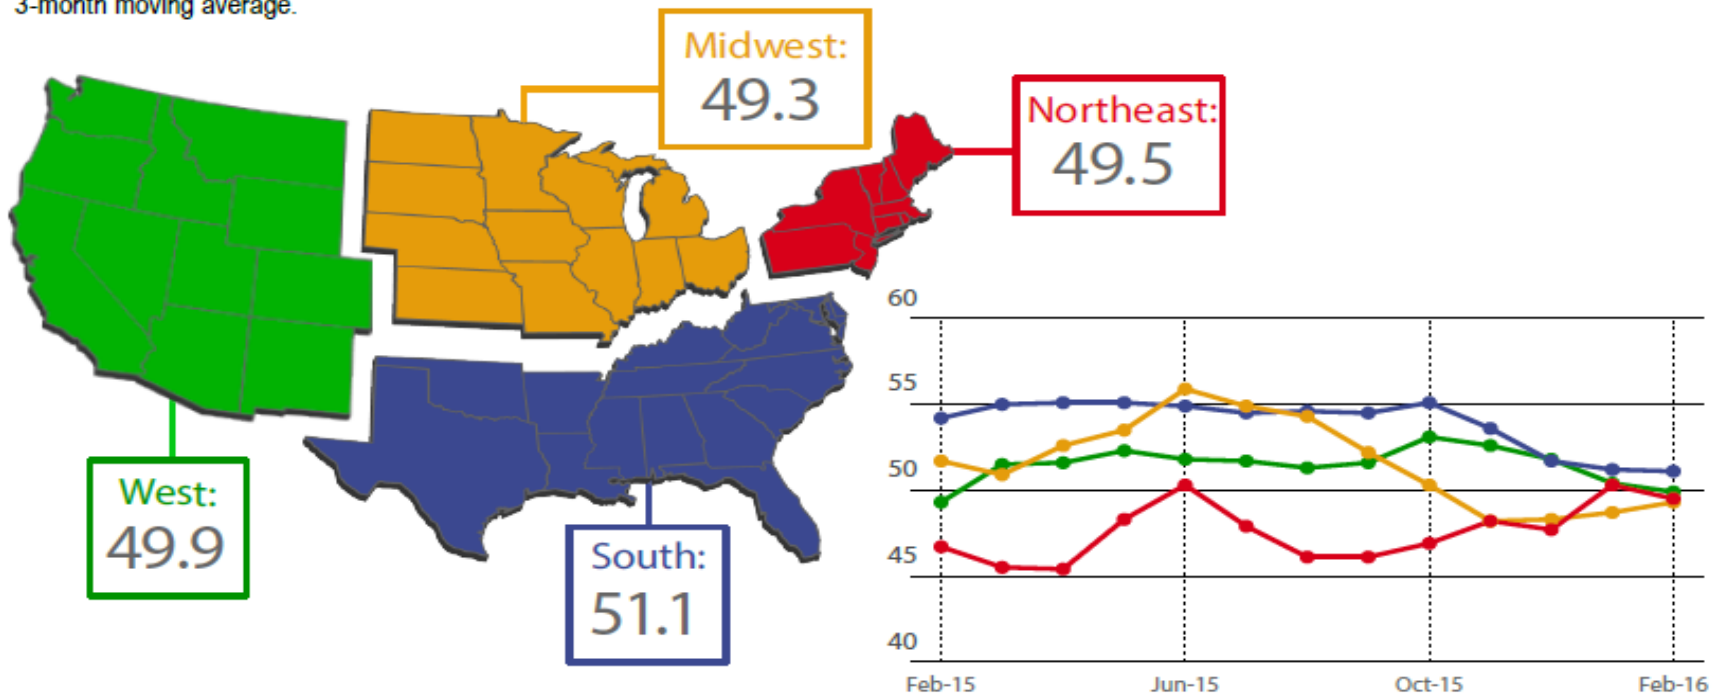 3-month moving average.
Midwest:
49.3
Northeast:
49.5
West:
49.9
South:
51.1
60
55
50
45
40
Feb-15
Jun-15
Oct-15
Feb-16